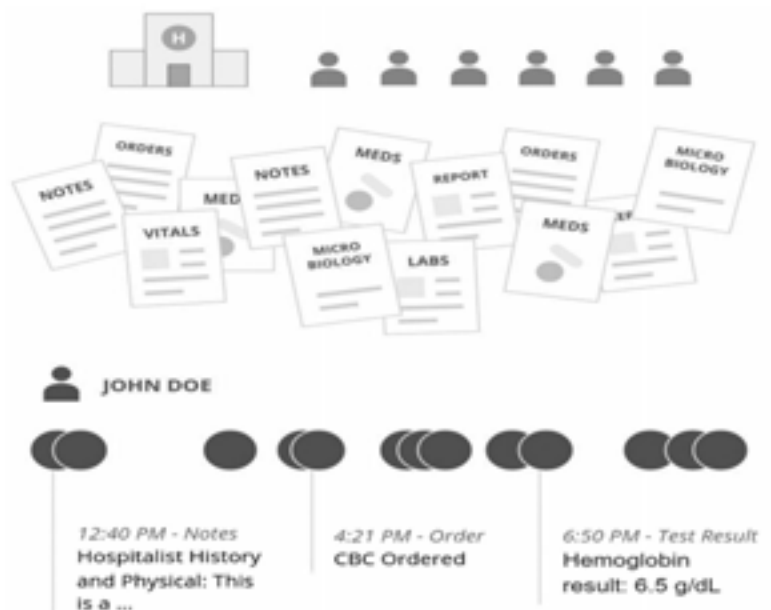 H
ORDERS
NOTES
MED
VITALS
NOTES
MEDS
MICRO
BIOLOGY
REPORT
LABS
ORDERS
MEDS
MICRO
BIOLOGY
JOHN DOE
12:40 PM - Notes
Hospitalist History
and Physical: This
is a ...
4:21 PM - Order
CBC Ordered
6:50 PM - Test Result
Hemoglobin
result: 6.5 g/dL